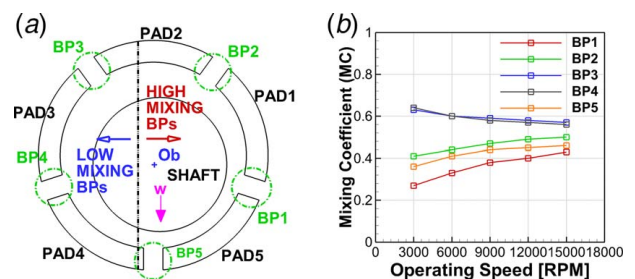 (a)
PAD2
BP3
BP2
HIGH
MIXING
BPs
PAD1
PAD3
LOW
MIXING
BPs
Ob
+
SHAFT
w
BP4
BP1
BP5
PAD4
PAD5
(b)
Mixing Coefficient (MC)
1
0.8
0.6
0.4
0.2
0
0 3000 6000 9000 12000 15000 18000
Operating Speed [RPM]
BP1
BP2
BP3
BP4
BP5